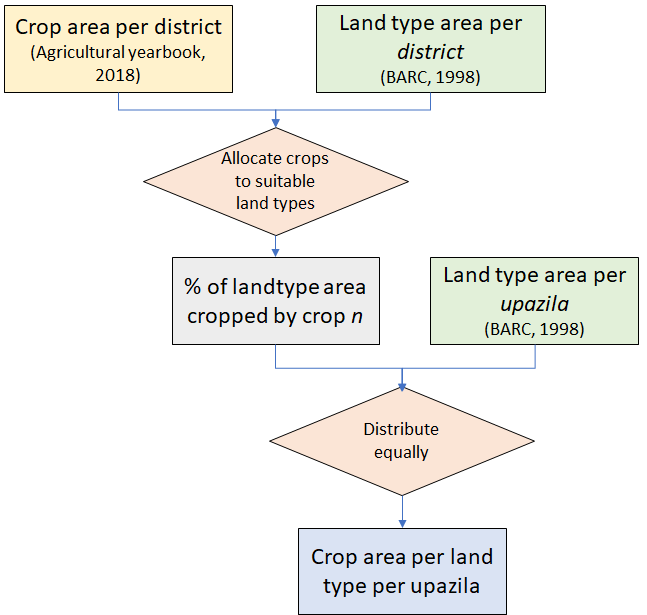 Crop area per district
(Agricultural yearbook,
2018)
Land type area per
district
(BARC, 1998)
Allocate crops
to suitable
land types
% of landtype area
cropped by crop n
Land type area per
upazila
(BARC, 1998)
Distribute
equally
Crop area per land
type per upazila